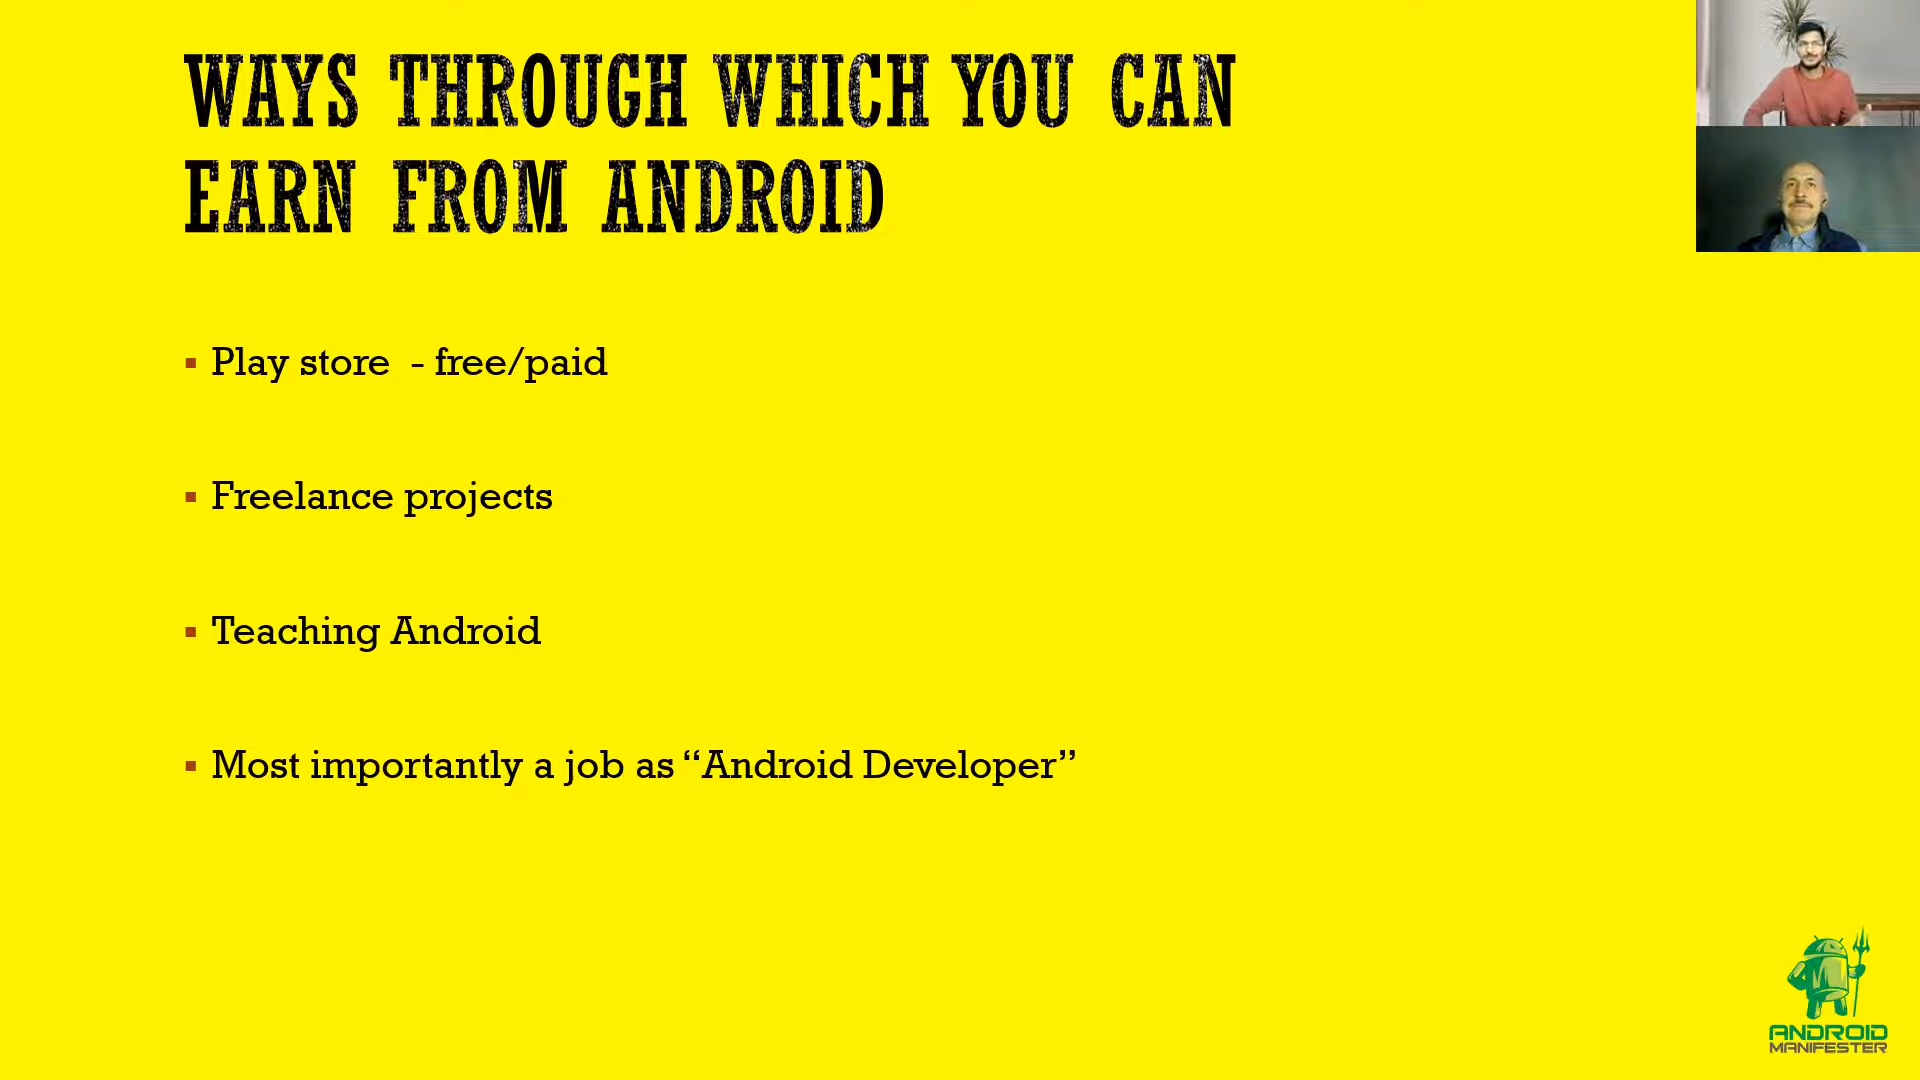 WAYS THROUGH WHICH YOU CAN
EARN FROM ANDROID
▪ Play store - free/paid
▪ Freelance projects
▪ Teaching Android
▪ Most importantly a job as “Android Developer”
ANDROID
MANIFESTER